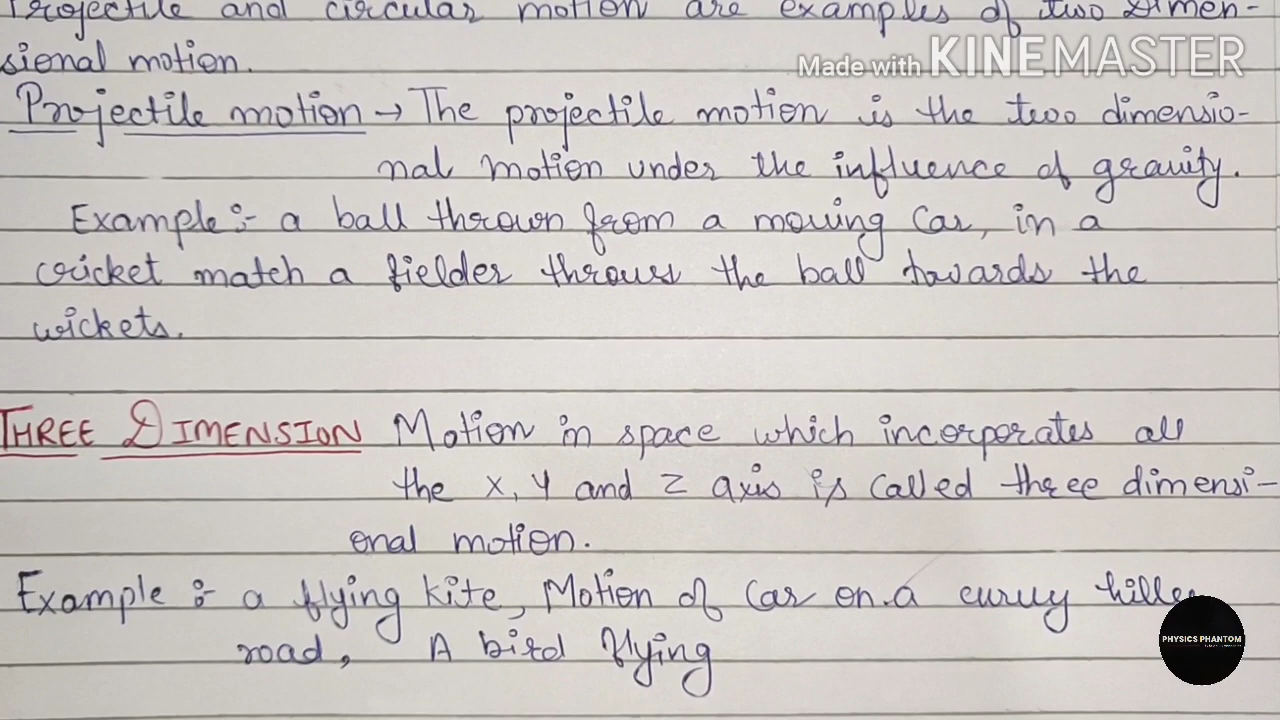 Projectile and circular motion are examples of two Dimen-
sional motion.
Made with KINEMASTER
Projectile motion → The projectile motion is the two dimensio-
nal motion under the influence of gravity.
Example :- a ball thrown from a moving Car, in a
cricket match a fielder throws the ball towards the
wickets.
THREE DIMENSION Motion in space which incorporates all
the x, y and z axis is called three dimensi-
onal motion.
Example :- a flying kite, Motion of Car on a curvy
road, A bird flying
PHYSICS PHANTOM